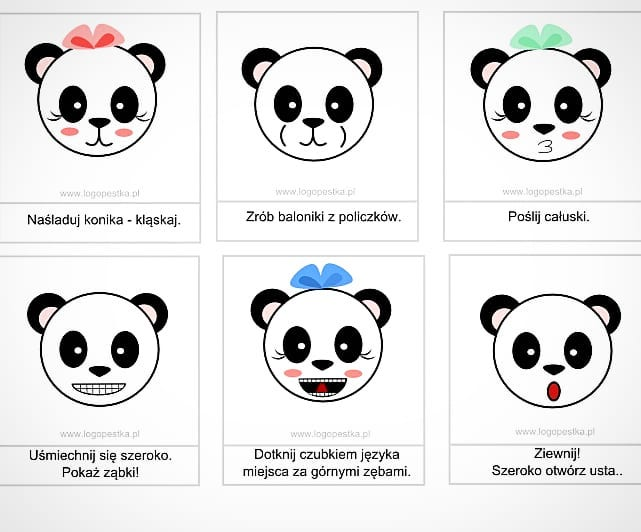 www.logopestka.pl
Naśladuj konika - kląskaj.
www.logopestka.pl
Zrób baloniki z policzków.
www.logopestka.pl
Poślij całuski.
www.logopestka.pl
Uśmiechnij się szeroko.
Pokaż ząbki!
www.logopestka.pl
Dotknij czubkiem języka
miejsca za górnymi zębami.
www.logopestka.pl
Ziewnij!
Szeroko otwórz usta..